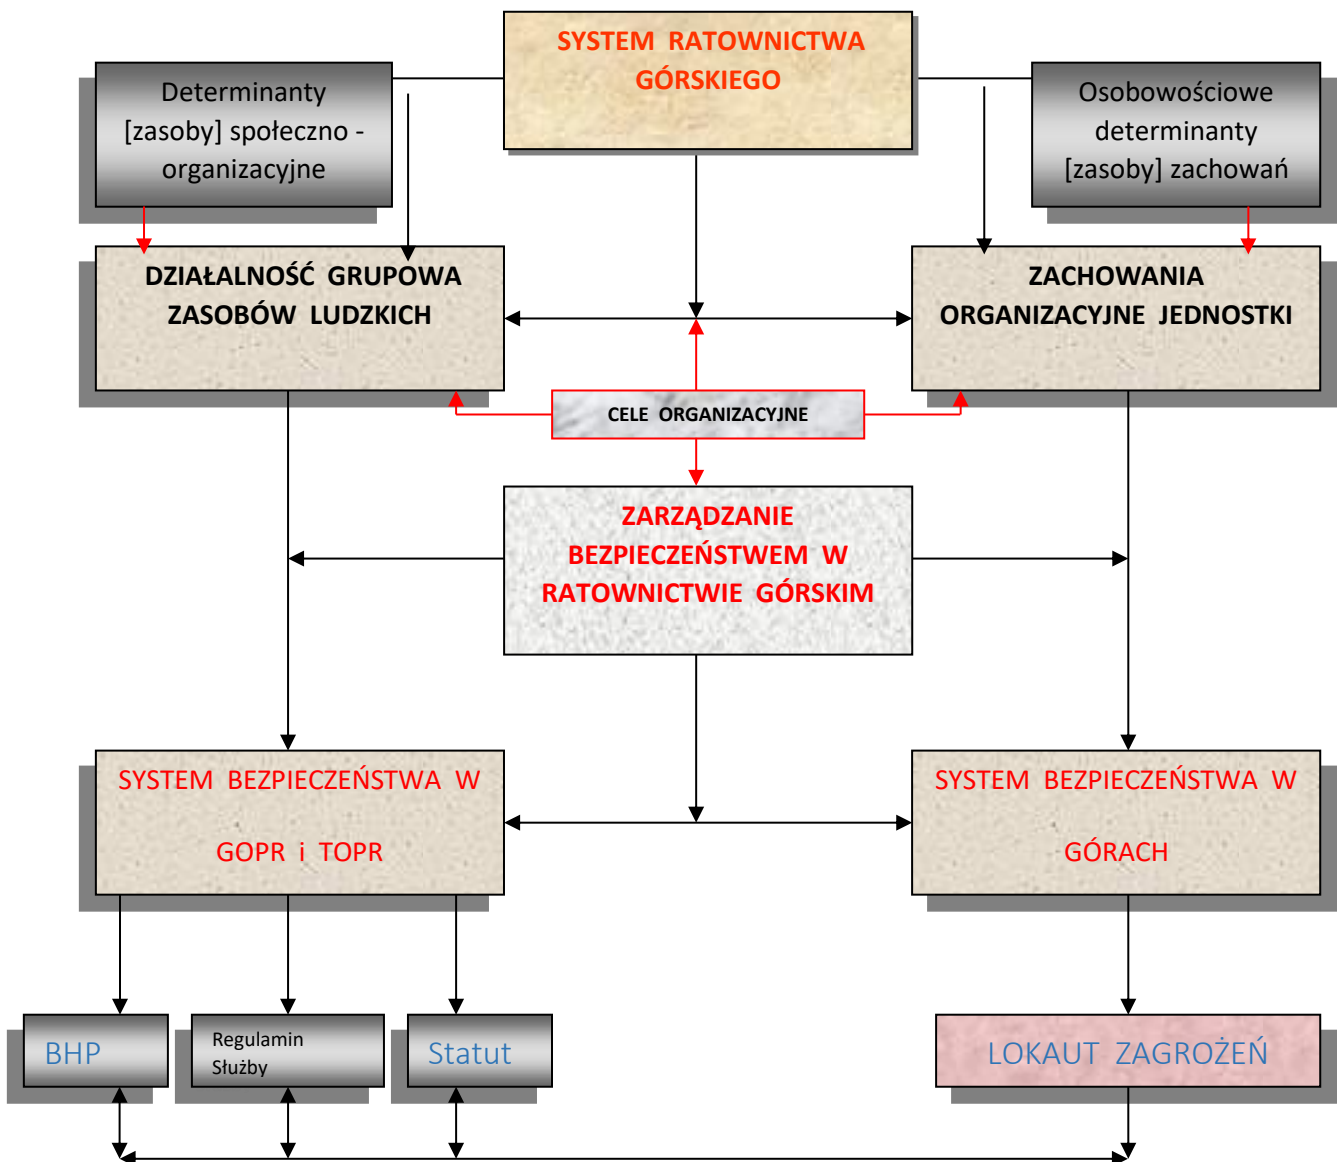 SYSTEM RATOWNICTWA
GÓRSKIEGO
Determinanty
[zasoby] społeczno -
organizacyjne
Osobowościowe
determinanty
[zasoby] zachowań
DZIAŁALNOŚĆ GRUPOWA
ZASOBÓW LUDZKICH
ZACHOWANIA
ORGANIZACYJNE JEDNOSTKI
CELE ORGANIZACYJNE
ZARZĄDZANIE
BEZPIECZEŃSTWEM W
RATOWNICTWIE GÓRSKIM
SYSTEM BEZPIECZEŃSTWA W
GOPR i TOPR
SYSTEM BEZPIECZEŃSTWA W
GÓRACH
BHP
Regulamin
Służby
Statut
LOKAUT ZAGROŻEŃ